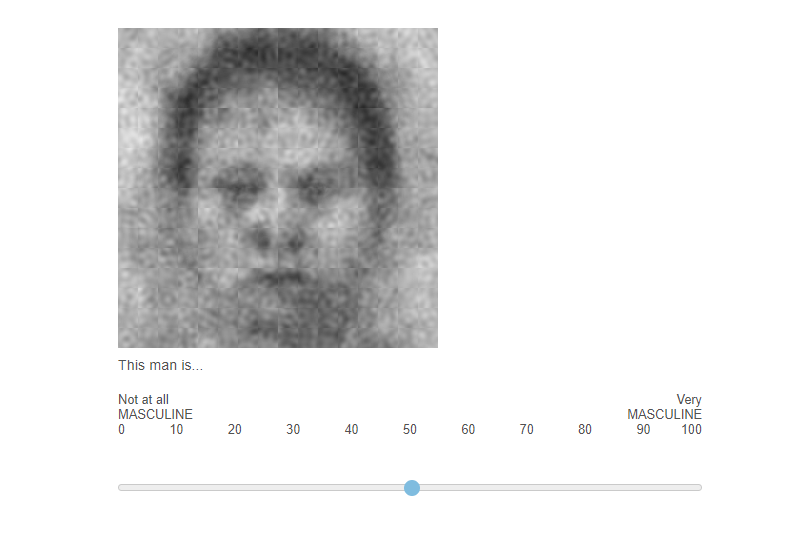 This man is...
Not at all Very
MASCULINE MASCULINE
0 10 20 30 40 50 60 70 80 90 100